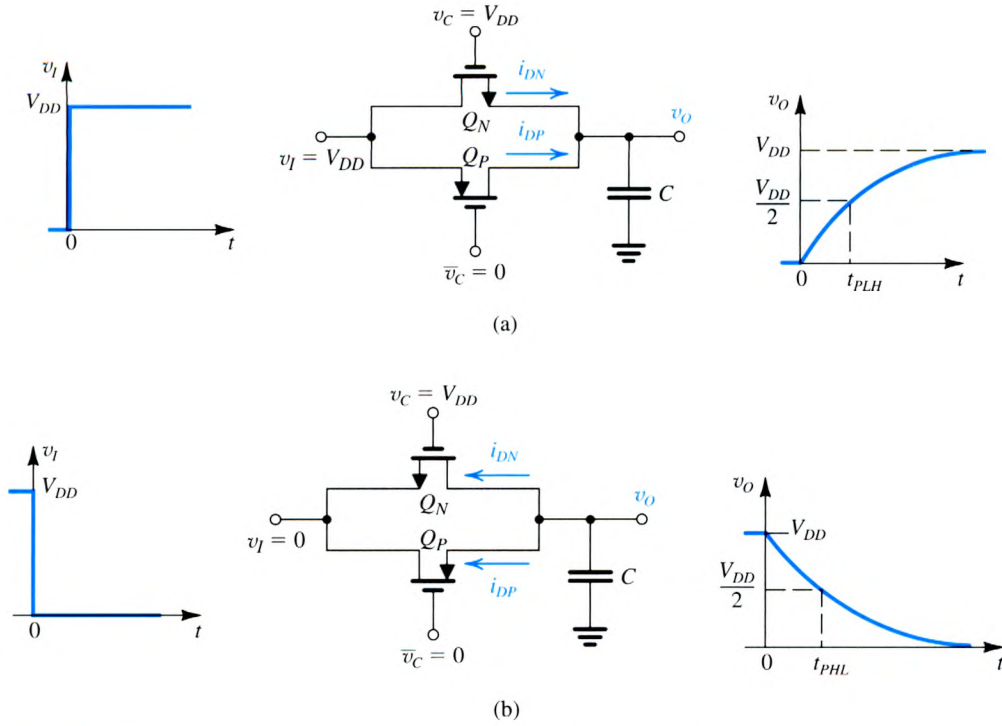 v_C = V_DD
v_I
V_DD
0
t
i_DN
Q_N
v_I = V_DD
Q_P
i_DP
v_O
C
v̅_C = 0
v_O
V_DD
V_DD/2
0
t_PLH
t
(a)
v_C = V_DD
v_I
V_DD
0
t
i_DN
Q_N
v_I = 0
Q_P
i_DP
v_O
C
v̅_C = 0
v_O
V_DD
V_DD/2
0
t_PHL
t
(b)